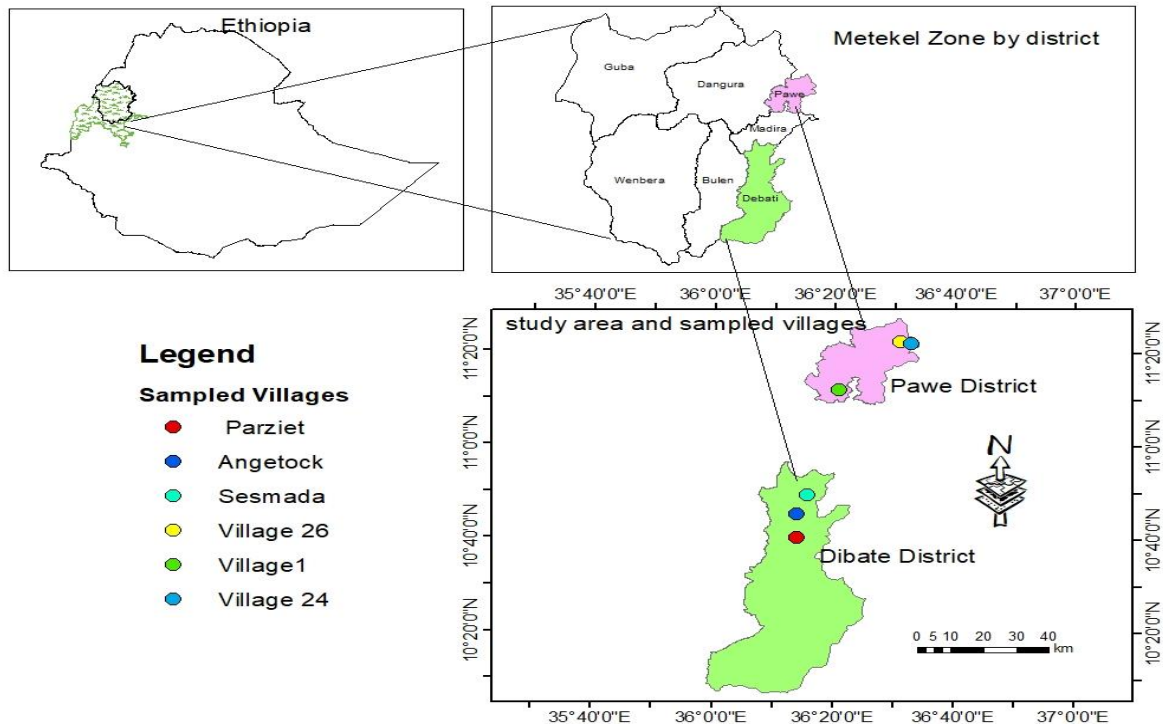 Ethiopia
Metekel Zone by district
Guba
Dangura
Pawe
Madira
Wenbera
Bulen
Debati
35°40'0"E 36°0'0"E 36°20'0"E 36°40'0"E 37°0'0"E
study area and sampled villages
11°20'0"N
11°20'0"N
Pawe District
11°0'0"N
11°0'0"N
N
10°40'0"N
10°40'0"N
Dibate District
10°20'0"N
10°20'0"N
0 5 10 20 30 40
km
35°40'0"E 36°0'0"E 36°20'0"E 36°40'0"E 37°0'0"E
Legend
Sampled Villages
Parziet
Angetock
Sesmada
Village 26
Village1
Village 24